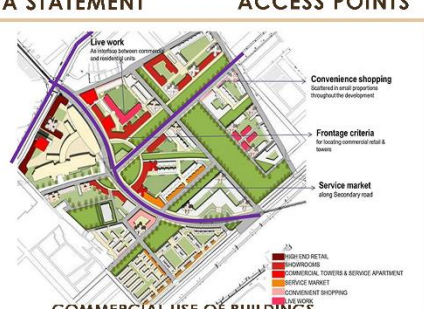 A STATEMENT
ACCESS POINTS
Live work
As interface between commercial
and residential units
Convenience shopping
Scattered in small proportions
throughout the development
Frontage criteria
for locating commercial retail &
towers
Service market
along Secondary road
HIGH END RETAIL
SHOWROOMS
COMMERCIAL TOWERS & SERVICE APARTMENT
SERVICE MARKET
CONVENIENT SHOPPING
LIVE WORK
COMMERCIAL USE OF BUILDINGS